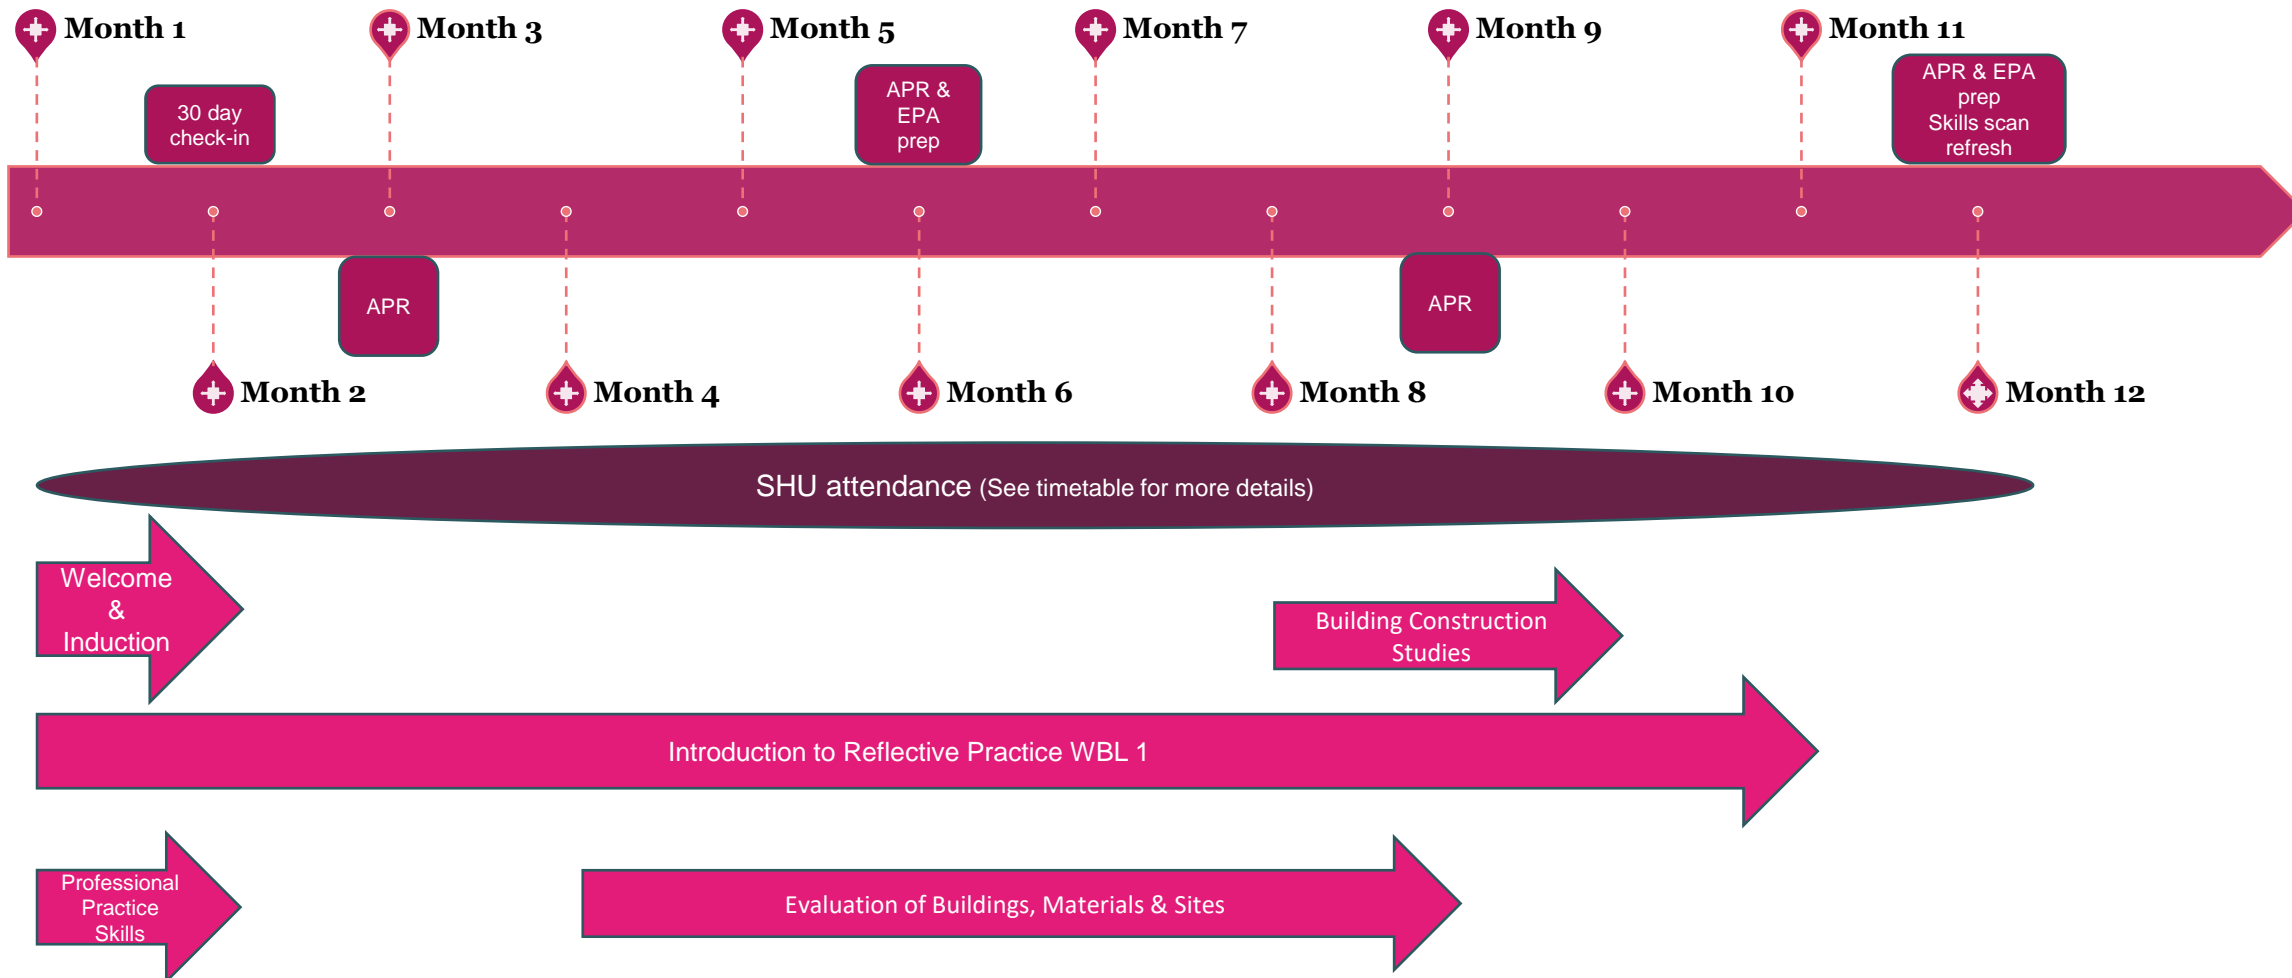 Month 1
Month 3
Month 5
Month 7
Month 9
Month 11
30 day
check-in
APR &
EPA
prep
APR & EPA
prep
Skills scan
refresh
APR
APR
Month 2
Month 4
Month 6
Month 8
Month 10
Month 12
SHU attendance (See timetable for more details)
Welcome
&
Induction
Building Construction
Studies
Introduction to Reflective Practice WBL 1
Professional
Practice
Skills
Evaluation of Buildings, Materials & Sites